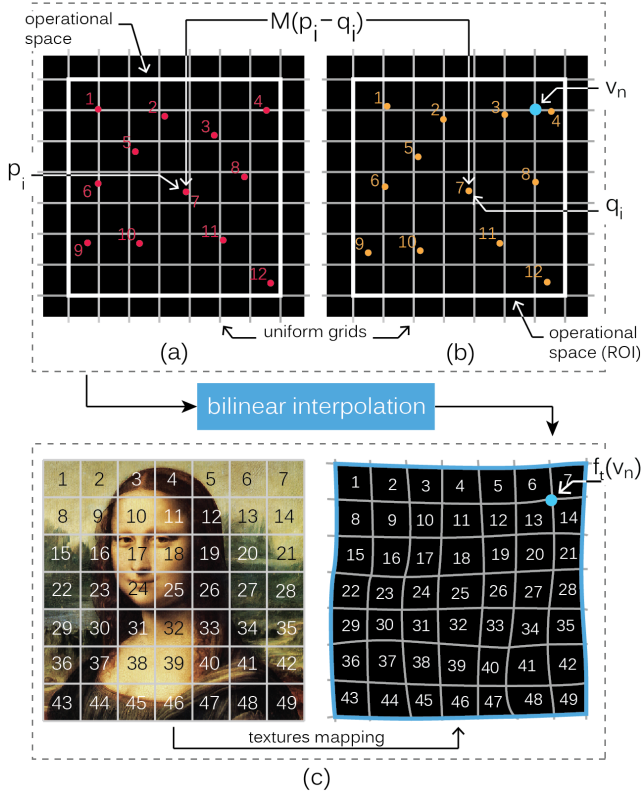 operational
space
M(pi – qi)
1
2
3
4
5
6
7
8
9
10
11
12
pi
1
2
3
4
5
6
7
8
9
10
11
12
vn
qi
uniform grids
operational
space (ROI)
(a)
(b)
bilinear interpolation
1 2 3 4 5 6 7
8 9 10 11 12 13 14
15 16 17 18 19 20 21
22 23 24 25 26 27 28
29 30 31 32 33 34 35
36 37 38 39 40 41 42
43 44 45 46 47 48 49
ft(vn)
1 2 3 4 5 6 7
8 9 10 11 12 13 14
15 16 17 18 19 20 21
22 23 24 25 26 27 28
29 30 31 32 33 34 35
36 37 38 39 40 41 42
43 44 45 46 47 48 49
textures mapping
(c)